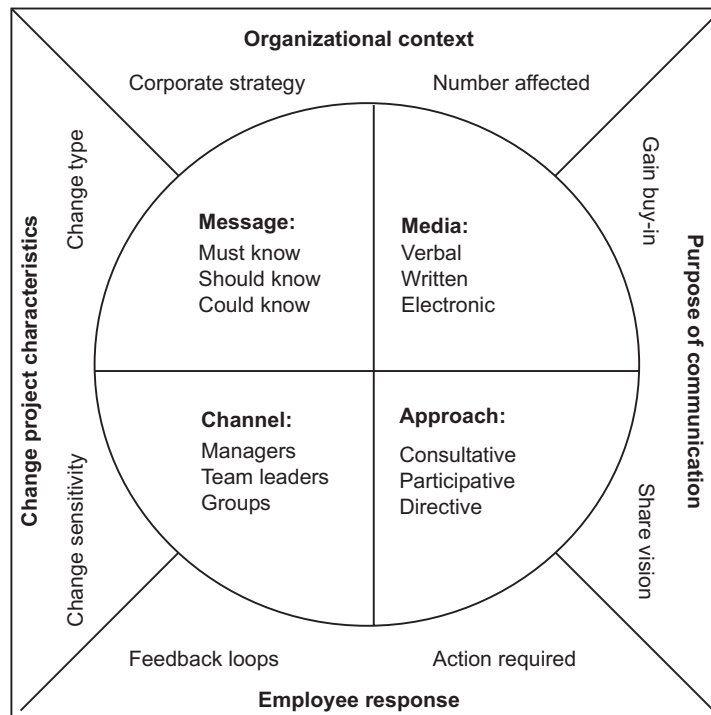 Organizational context
Corporate strategy
Number affected
Change project characteristics
Change type
Change sensitivity
Message:
Must know
Should know
Could know
Media:
Verbal
Written
Electronic
Channel:
Managers
Team leaders
Groups
Approach:
Consultative
Participative
Directive
Gain buy-in
Share vision
Purpose of communication
Feedback loops
Action required
Employee response